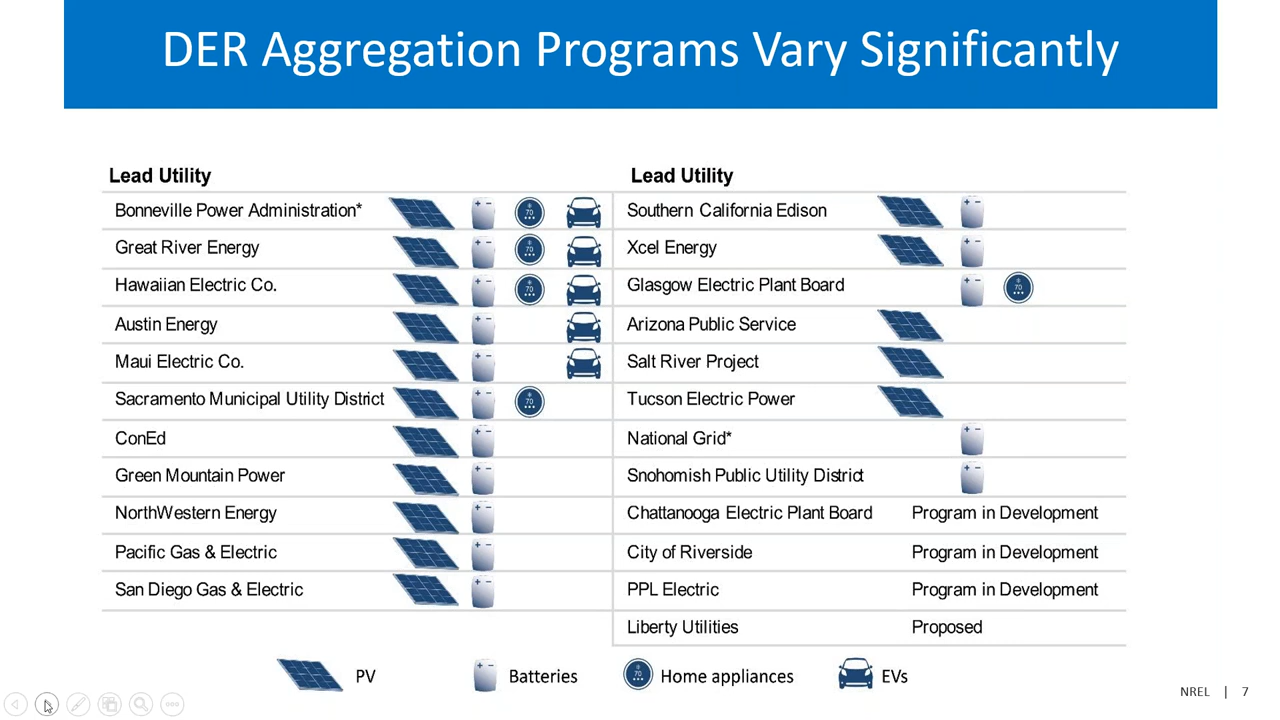 DER Aggregation Programs Vary Significantly
Lead Utility
Bonneville Power Administration*
Great River Energy
Hawaiian Electric Co.
Austin Energy
Maui Electric Co.
Sacramento Municipal Utility District
ConEd
Green Mountain Power
NorthWestern Energy
Pacific Gas & Electric
San Diego Gas & Electric
Lead Utility
Southern California Edison
Xcel Energy
Glasgow Electric Plant Board
Arizona Public Service
Salt River Project
Tucson Electric Power
National Grid*
Snohomish Public Utility District
Chattanooga Electric Plant Board Program in Development
City of Riverside Program in Development
PPL Electric Program in Development
Liberty Utilities Proposed
PV Batteries Home appliances EVs
NREL | 7